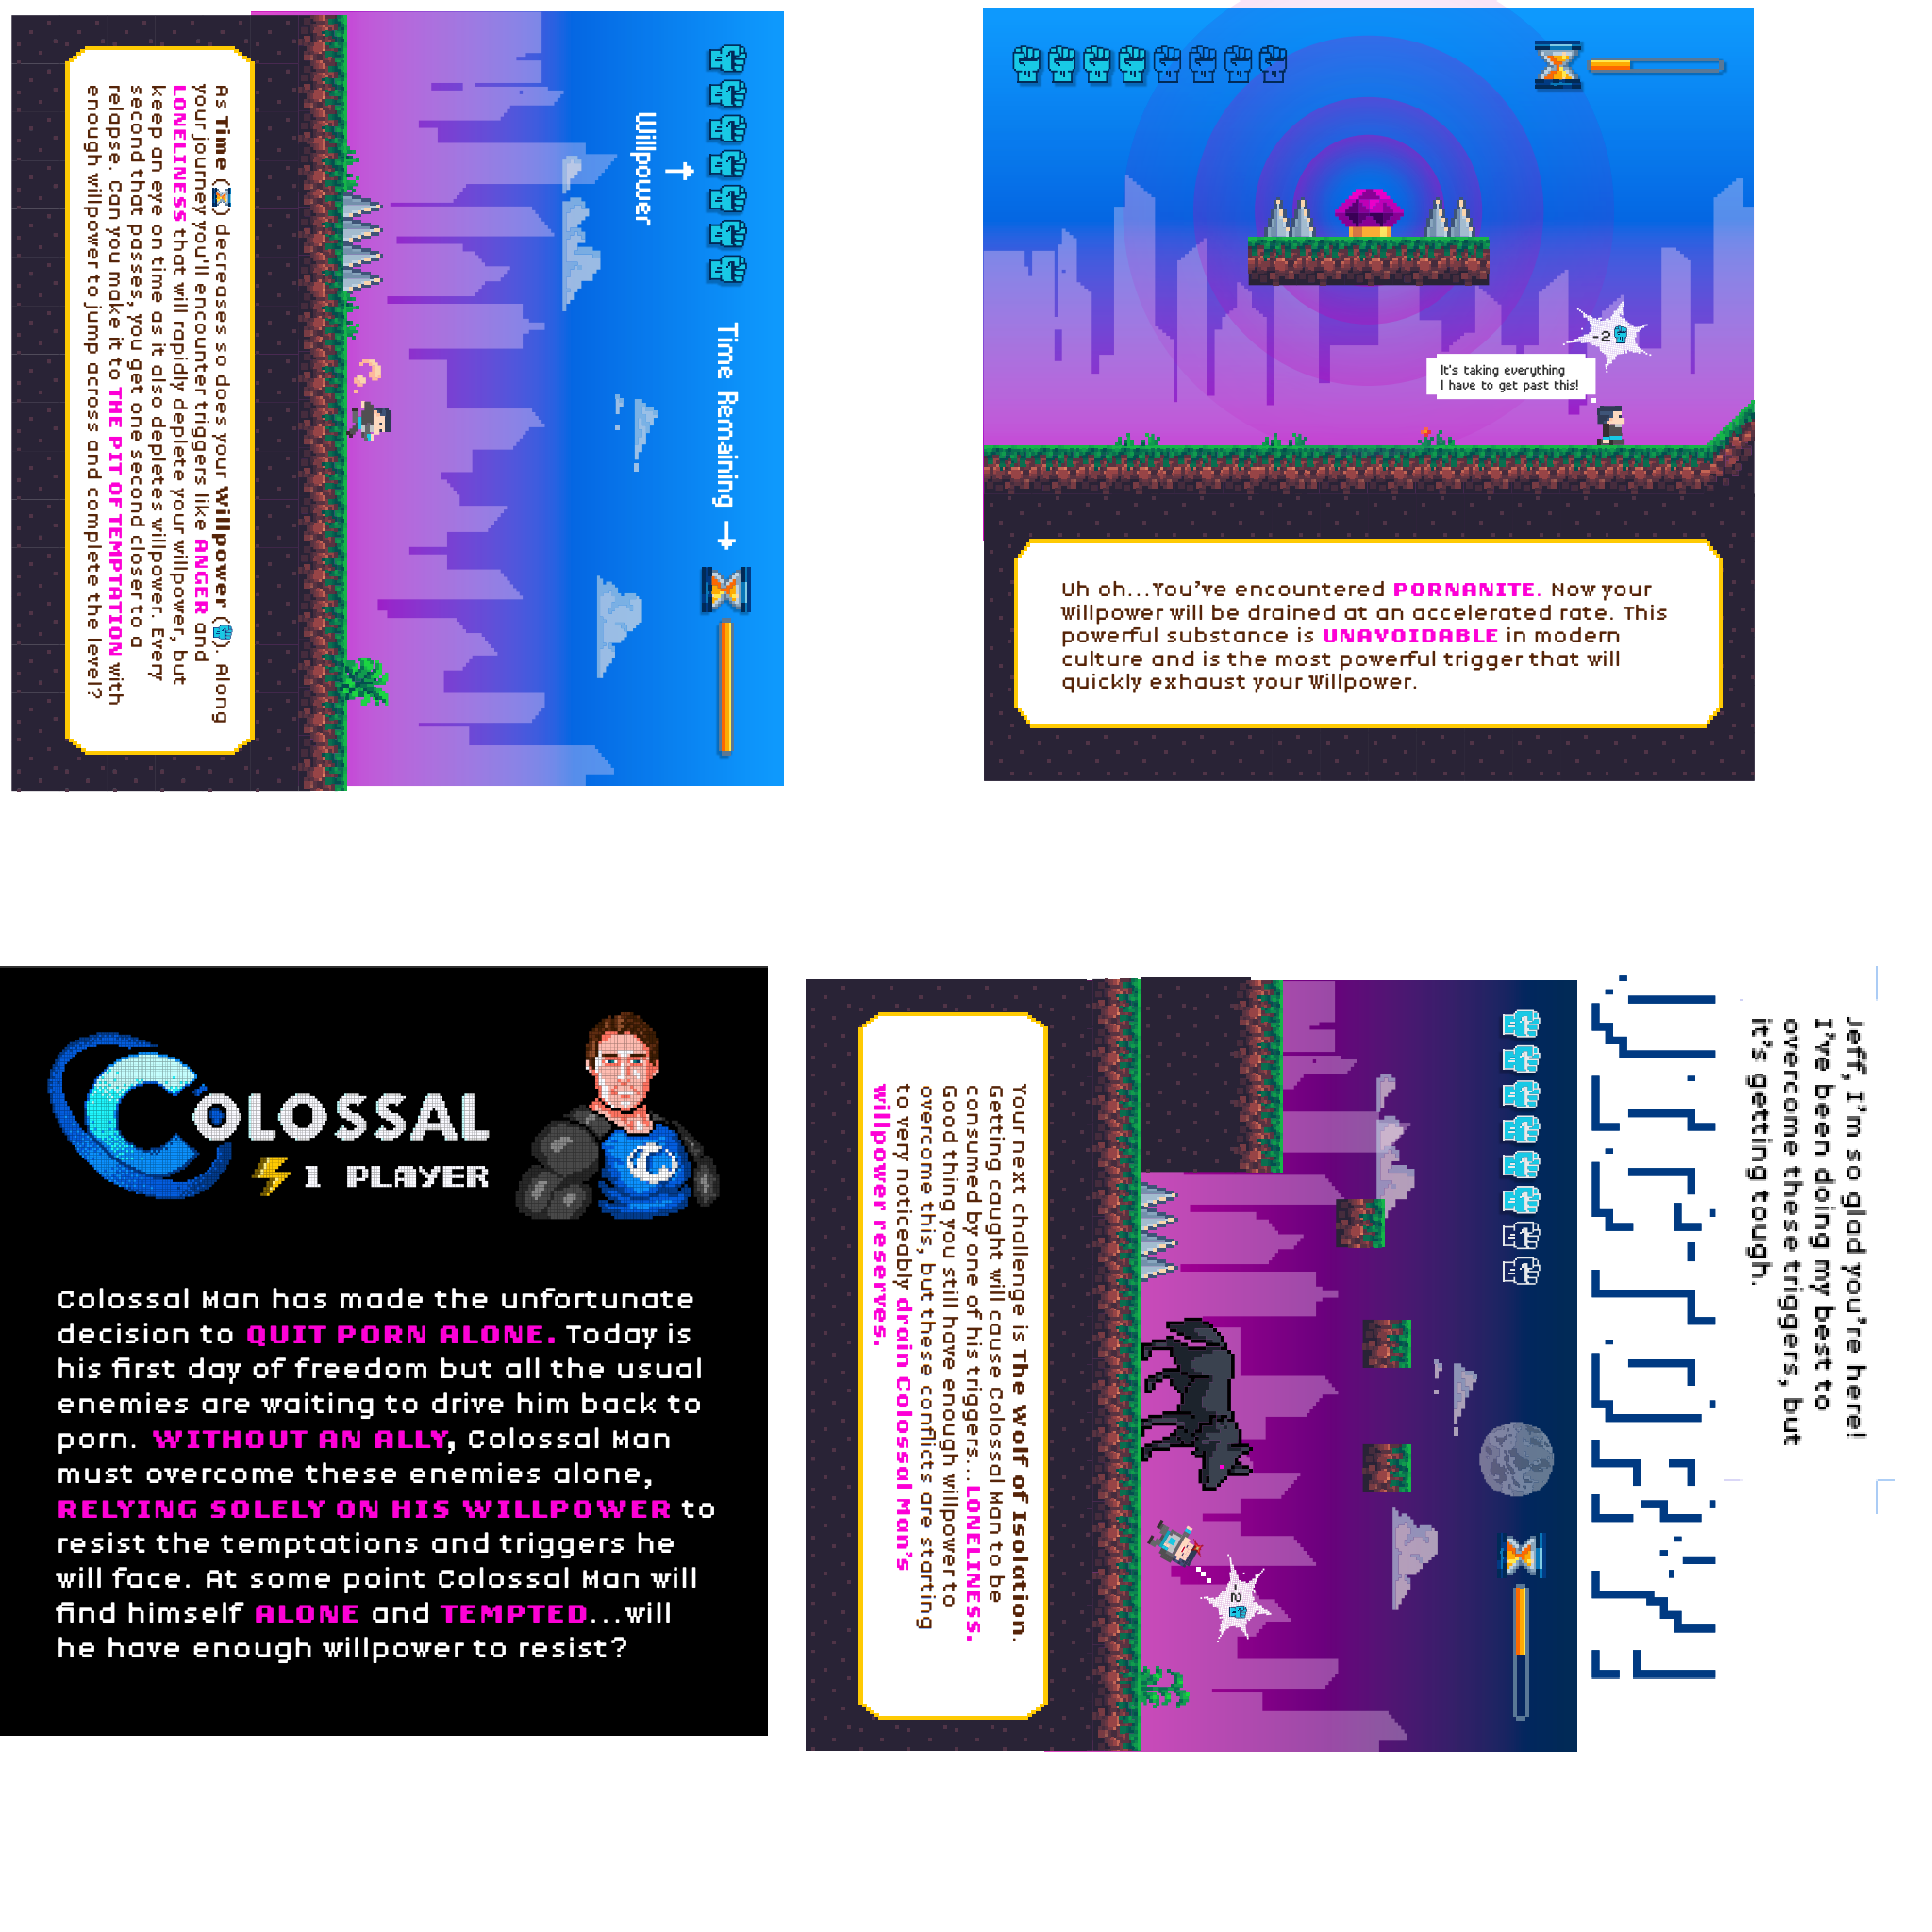 As Time ( ) decreases so does your Willpower ( ). Along
your journey you'll encounter triggers like ANGER and
LONELINESS that will rapidly deplete your willpower, but
keep an eye on time as it also depletes willpower. Every
second that passes, you get one second closer to a
relapse. Can you make it to THE PIT OF TEMPTATION with
enough willpower to jump across and complete the level?
Willpower
Time Remaining
-2
It's taking everything
I have to get past this!
Uh oh...You've encountered PORNANITE. Now your
Willpower will be drained at an accelerated rate. This
powerful substance is UNAVOIDABLE in modern
culture and is the most powerful trigger that will
quickly exhaust your Willpower.
COLOSSAL
1 PLAYER
Colossal Man has made the unfortunate
decision to QUIT PORN ALONE. Today is
his first day of freedom but all the usual
enemies are waiting to drive him back to
porn. WITHOUT AN ALLY, Colossal Man
must overcome these enemies alone,
RELYING SOLELY ON HIS WILLPOWER to
resist the temptations and triggers he
will face. At some point Colossal Man will
find himself ALONE and TEMPTED...will
he have enough willpower to resist?
Your next challenge is The Wolf of Isolation.
Getting caught will cause Colossal Man to be
consumed by one of his triggers...LONELINESS.
Good thing you still have enough willpower to
overcome this, but these conflicts are starting
to very noticeably drain Colossal Man's
willpower reserves.
-2
Jeff, I'm so glad you're here!
I've been doing my best to
overcome these triggers, but
it's getting tough.